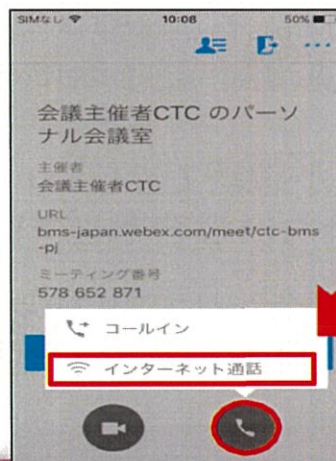 SIMなし 10:08 50%
会議主催者CTC のパーソ
ナル会議室
主催者
会議主催者CTC
URL
bms-japan.webex.com/meet/ctc-bms
-pj
ミーティング番号
578 652 871
コールイン
インターネット通話